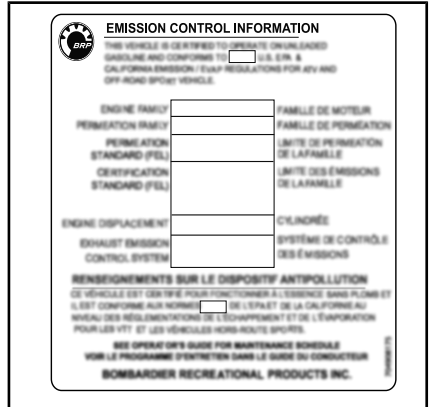 BRP
EMISSION CONTROL INFORMATION
THIS VEHICLE IS CERTIFIED TO OPERATE ON UNLEADED
GASOLINE AND CONFORMS TO U.S. EPA &
CALIFORNIA EMISSION / EVAP REGULATIONS FOR ATV AND
OFF-ROAD SPORT VEHICLE.
ENGINE FAMILY FAMILLE DE MOTEUR
PERMEATION FAMILY FAMILLE DE PERMÉATION
PERMEATION LIMITE DE PERMEATION
STANDARD (FEL) DE LA FAMILLE
CERTIFICATION LIMITE DES ÉMISSIONS
STANDARD (FEL) DE LA FAMILLE
ENGINE DISPLACEMENT CYLINDRÉE
EXHAUST EMISSION SYSTÈME DE CONTRÔLE
CONTROL SYSTEM DES ÉMISSIONS
RENSEIGNEMENTS SUR LE DISPOSITIF ANTIPOLLUTION
CE VÉHICULE EST CERTIFIÉ POUR FONCTIONNER À L'ESSENCE SANS PLOMB ET
IL EST CONFORME AUX NORMES DE L'EPA ET DE LA CALIFORNIE AU
NIVEAU DES RÉGLEMENTATIONS DE L'ÉCHAPPEMENT ET DE L'ÉVAPORATION
POUR LES VTT ET LES VÉHICULES HORS-ROUTE SPORTS.
SEE OPERATOR'S GUIDE FOR MAINTENANCE SCHEDULE
VOIR LE PROGRAMME D'ENTRETIEN DANS LE GUIDE DU CONDUCTEUR
BOMBARDIER RECREATIONAL PRODUCTS INC.